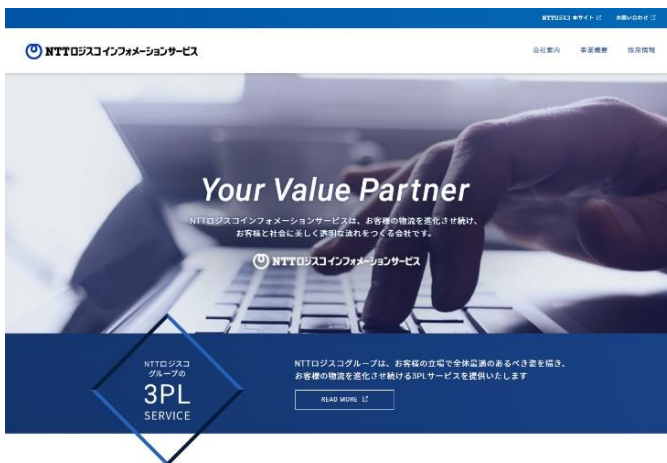 NTTロジスコ 本サイト
お問い合わせ
NTTロジスコインフォメーションサービス
会社案内 事業概要 採用情報
Your Value Partner
NTTロジスコインフォメーションサービスは、お客様の物流を進化させ続け、
お客様と社会に美しく透明な流れをつくる会社です。
NTTロジスコインフォメーションサービス
NTTロジスコ
グループの
3PL
SERVICE
NTTロジスコグループは、お客様の立場で全体最適のあるべき姿を描き、
お客様の物流を進化させ続ける3PLサービスを提供いたします
READ MORE